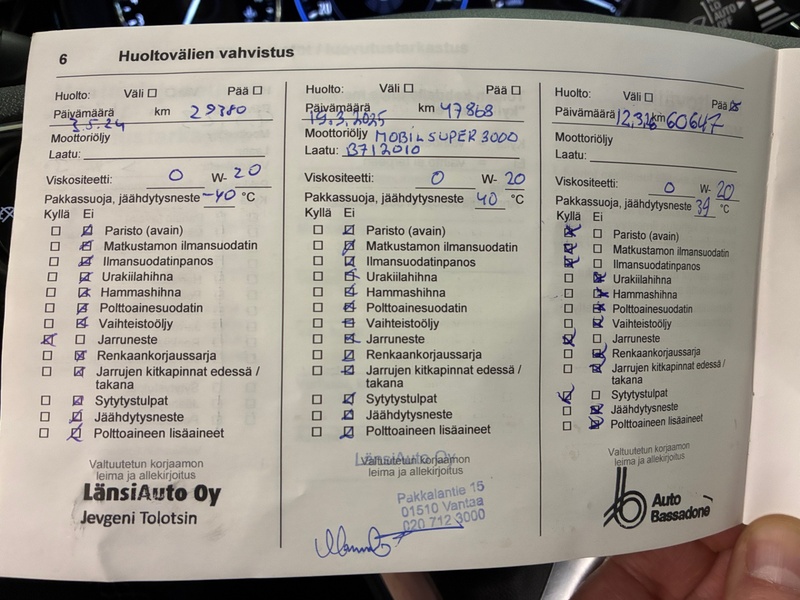 6 Huoltovälien vahvistus
Huolto: Väli ☐ Pää ☐
Päivämäärä 3.5.24 km 29380
Moottoriöljy
Laatu:
Viskositeetti: 0 W- 20
Pakkassuoja, jäähdytysneste -40 °C
Kyllä Ei
Paristo (avain)
Matkustamon ilmansuodatin
Ilmansuodatinpanos
Urakiilahihna
Hammashihna
Polttoainesuodatin
Vaihteistoöljy
Jarruneste
Renkaankorjaussarja
Jarrujen kitkapinnat edessä /
takana
Sytytystulpat
Jäähdytysneste
Polttoaineen lisäaineet
Valtuutetun korjaamon
leima ja allekirjoitus
LänsiAuto Oy
Jevgeni Tolotsin
Huolto: Väli ☐ Pää ☐
Päivämäärä 19.3.2025 km 47868
Moottoriöljy MOBIL SUPER 3000
Laatu: B712010
Viskositeetti: 0 W- 20
Pakkassuoja, jäähdytysneste 40 °C
Kyllä Ei
Paristo (avain)
Matkustamon ilmansuodatin
Ilmansuodatinpanos
Urakiilahihna
Hammashihna
Polttoainesuodatin
Vaihteistoöljy
Jarruneste
Renkaankorjaussarja
Jarrujen kitkapinnat edessä /
takana
Sytytystulpat
Jäähdytysneste
Polttoaineen lisäaineet
LänsiAuto Oy
Valtuutetun korjaamon
leima ja allekirjoitus
Pakkalantie 15
01510 Vantaa
020 712 3000
Huolto: Väli ☐ Pää ☒
Päivämäärä 12.3.26 km 60647
Moottoriöljy
Laatu:
Viskositeetti: 0 W- 20
Pakkassuoja, jäähdytysneste 39 °C
Kyllä Ei
Paristo (avain)
Matkustamon ilmansuodatin
Ilmansuodatinpanos
Urakiilahihna
Hammashihna
Polttoainesuodatin
Vaihteistoöljy
Jarruneste
Renkaankorjaussarja
Jarrujen kitkapinnat edessä /
takana
Sytytystulpat
Jäähdytysneste
Polttoaineen lisäaineet
Valtuutetun korjaamon
leima ja allekirjoitus
Auto
Bassadone